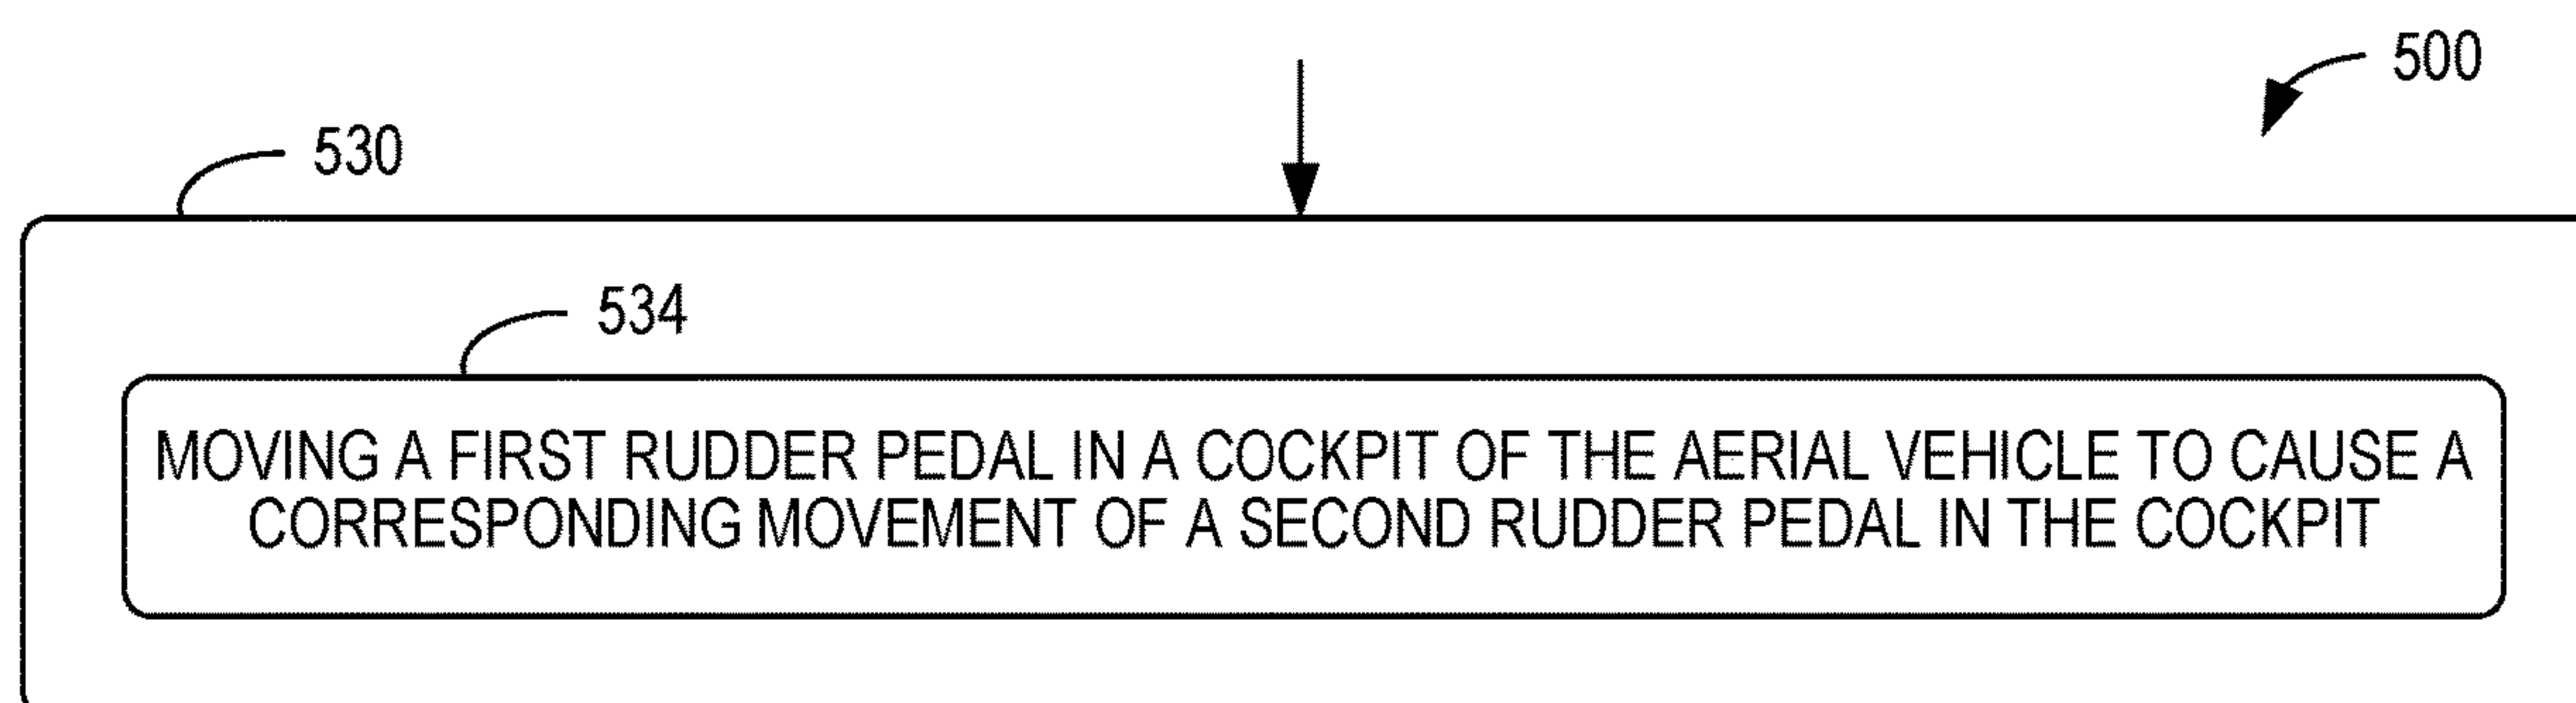 500
530
534
MOVING A FIRST RUDDER PEDAL IN A COCKPIT OF THE AERIAL VEHICLE TO CAUSE A
CORRESPONDING MOVEMENT OF A SECOND RUDDER PEDAL IN THE COCKPIT